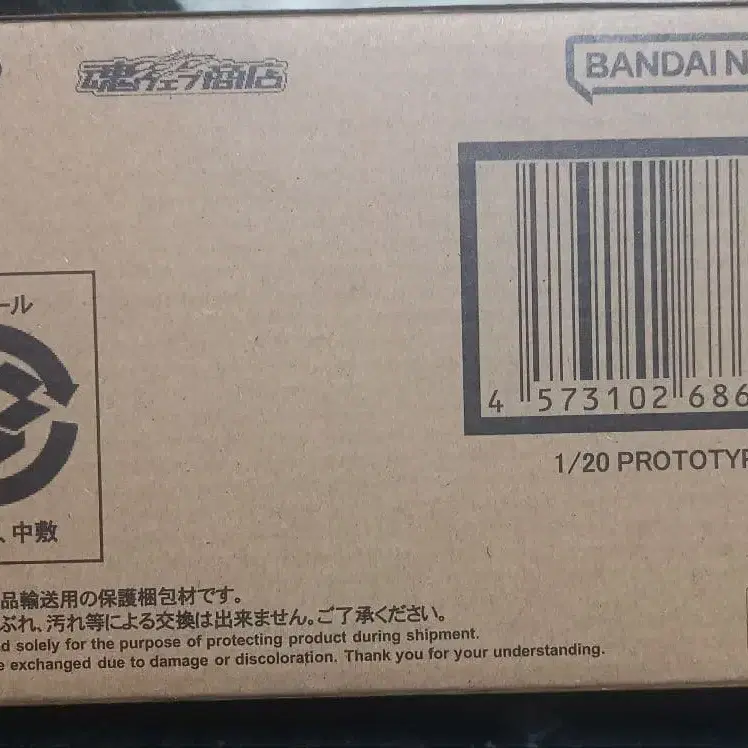 魂ウェブ商店
BANDAI N
4 573102 686
1/20 PROTOTYP
ール
、中敷
品輸送用の保護梱包材です。
ぶれ、汚れ等による交換は出来ません。ご了承ください。
d solely for the purpose of protecting product during shipment.
e exchanged due to damage or discoloration. Thank you for your understanding.